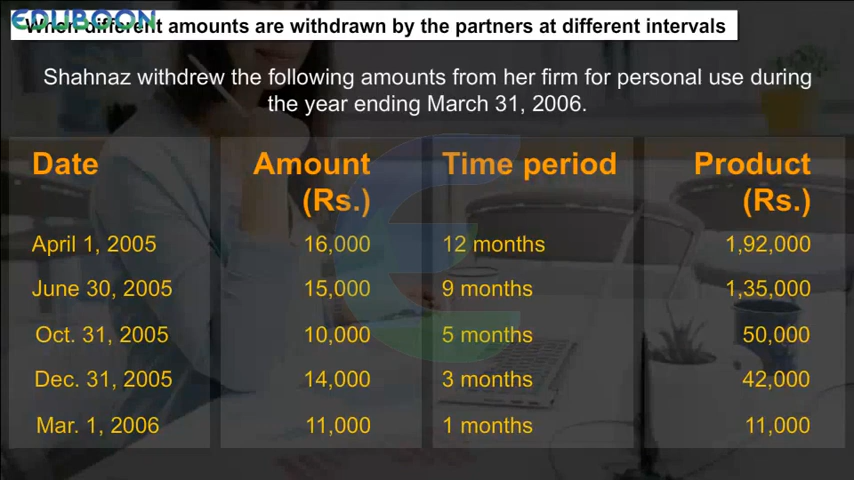 EDUBOON
When different amounts are withdrawn by the partners at different intervals
Shahnaz withdrew the following amounts from her firm for personal use during
the year ending March 31, 2006.
Date Amount (Rs.) Time period Product (Rs.)
April 1, 2005 16,000 12 months 1,92,000
June 30, 2005 15,000 9 months 1,35,000
Oct. 31, 2005 10,000 5 months 50,000
Dec. 31, 2005 14,000 3 months 42,000
Mar. 1, 2006 11,000 1 months 11,000